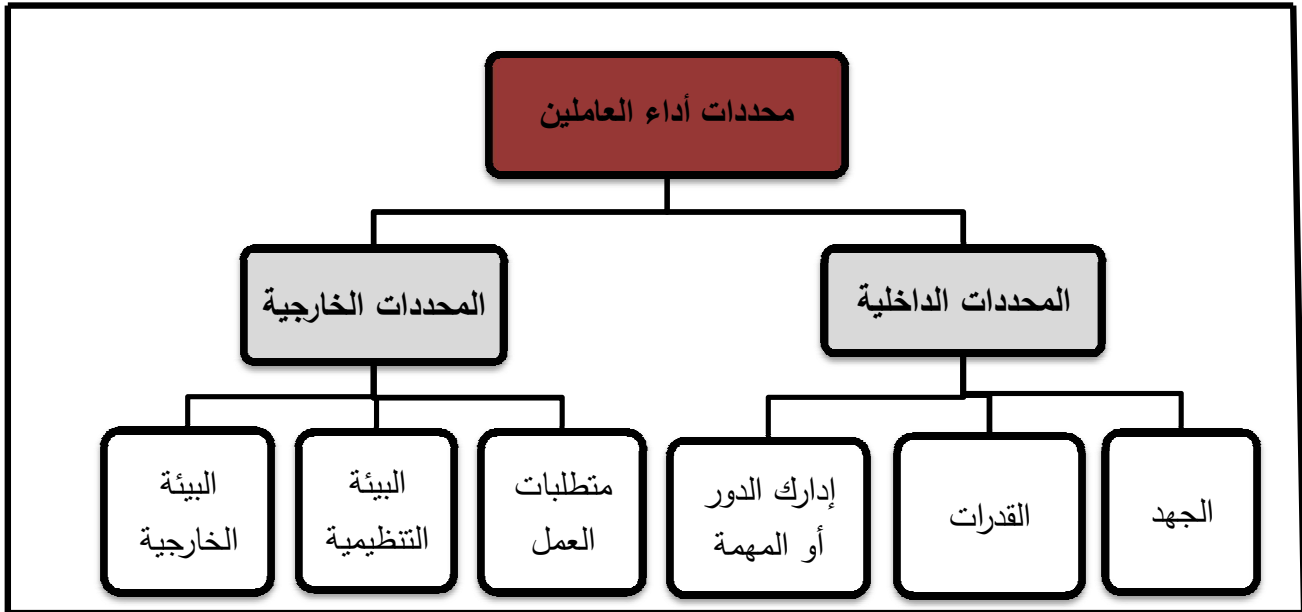 محددات أداء العاملين
المحددات الداخلية
المحددات الخارجية
الجهد
القدرات
إدارك الدور
أو المهمة
متطلبات
العمل
البيئة
التنظيمية
البيئة
الخارجية